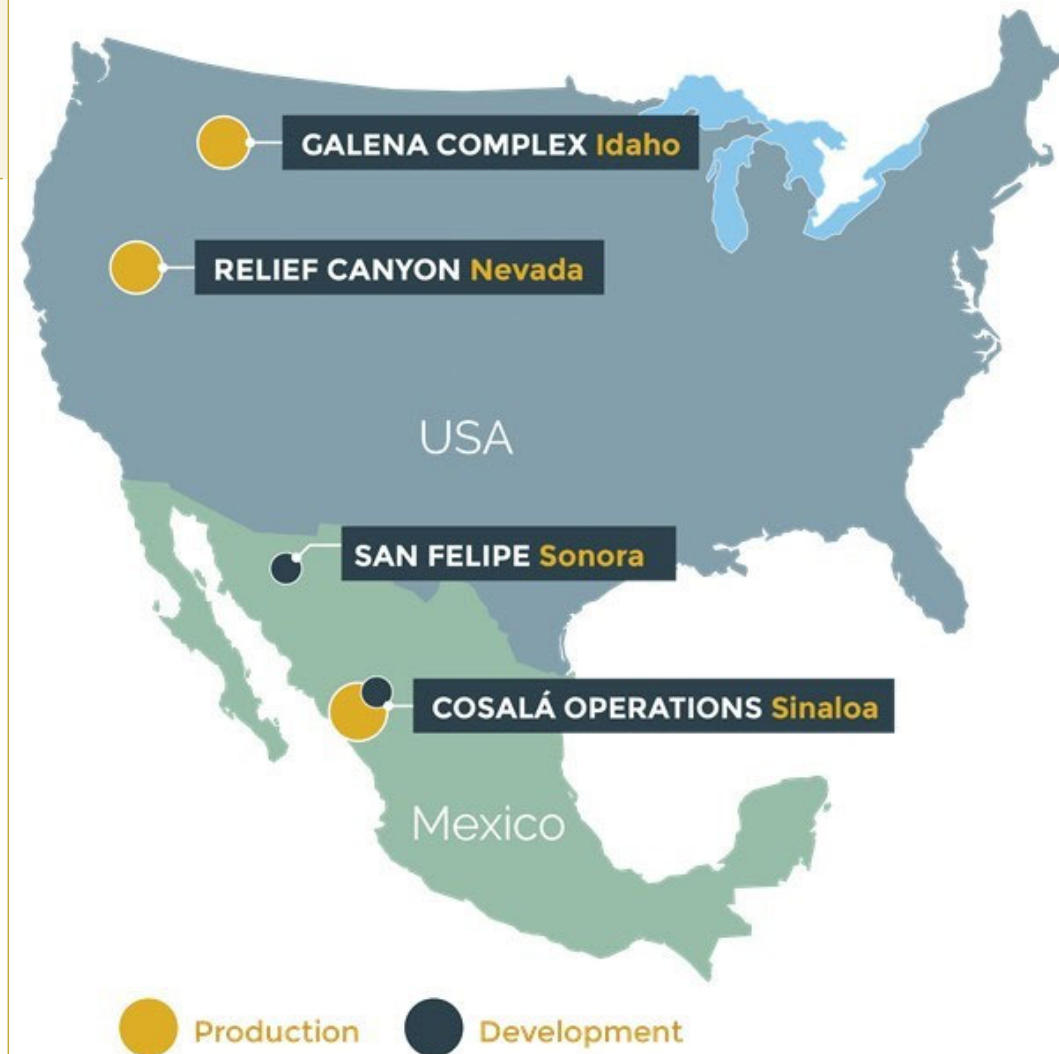 GALENA COMPLEX Idaho
RELIEF CANYON Nevada
USA
SAN FELIPE Sonora
COSALÁ OPERATIONS Sinaloa
Mexico
Production Development